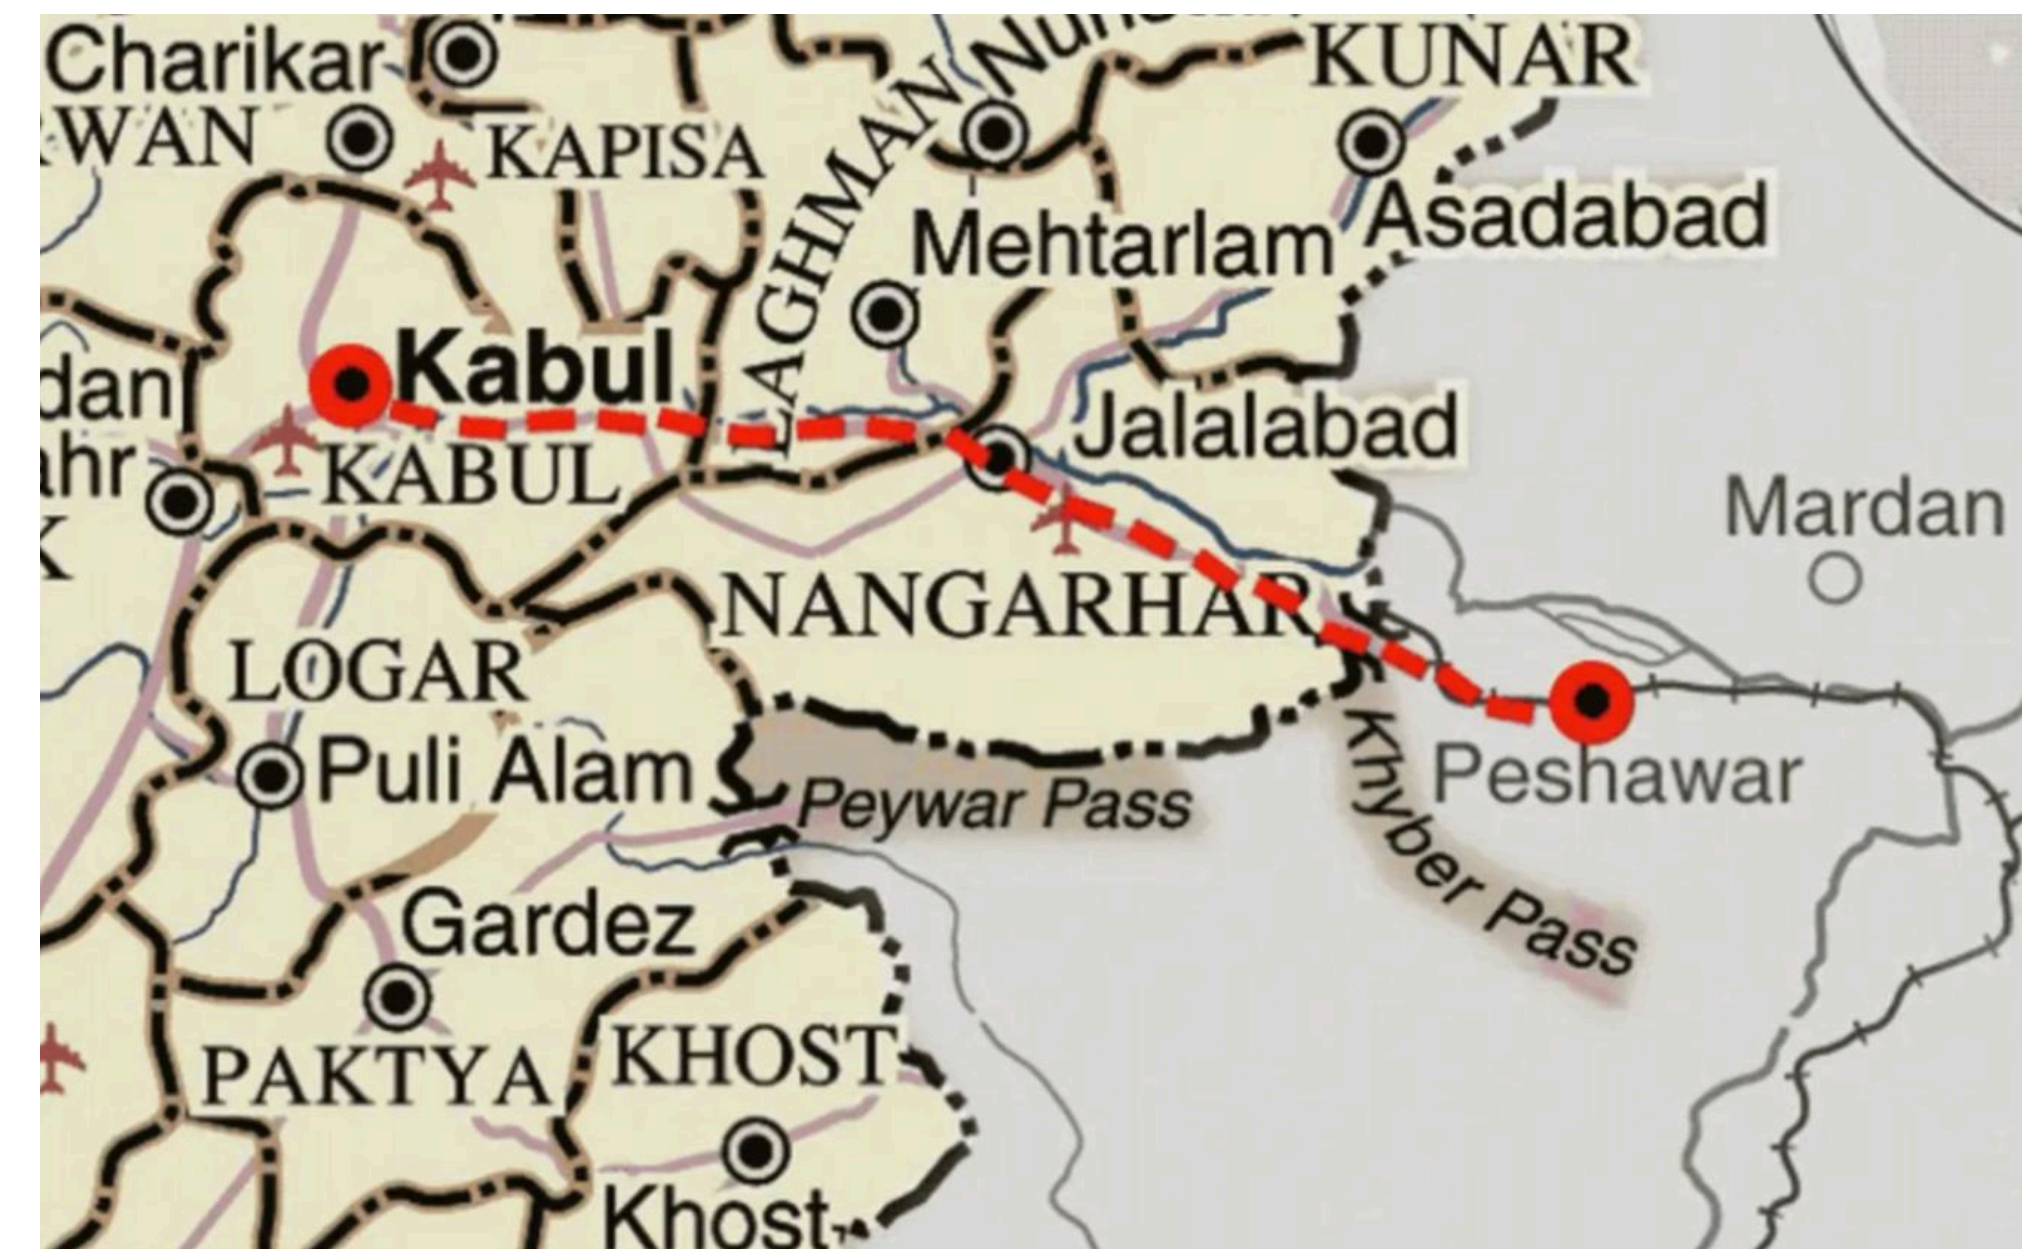 KUNAR
Charikar
WAN
KAPISA
LAGHMAN
Asadabad
Mehtarlam
Kabul
dan
Jalalabad
ahr
KABUL
Mardan
K
NANGARHAR
LOGAR
Puli Alam
Peywar Pass
Khyber Pass
Peshawar
Gardez
PAKTYA
KHOST
Khost